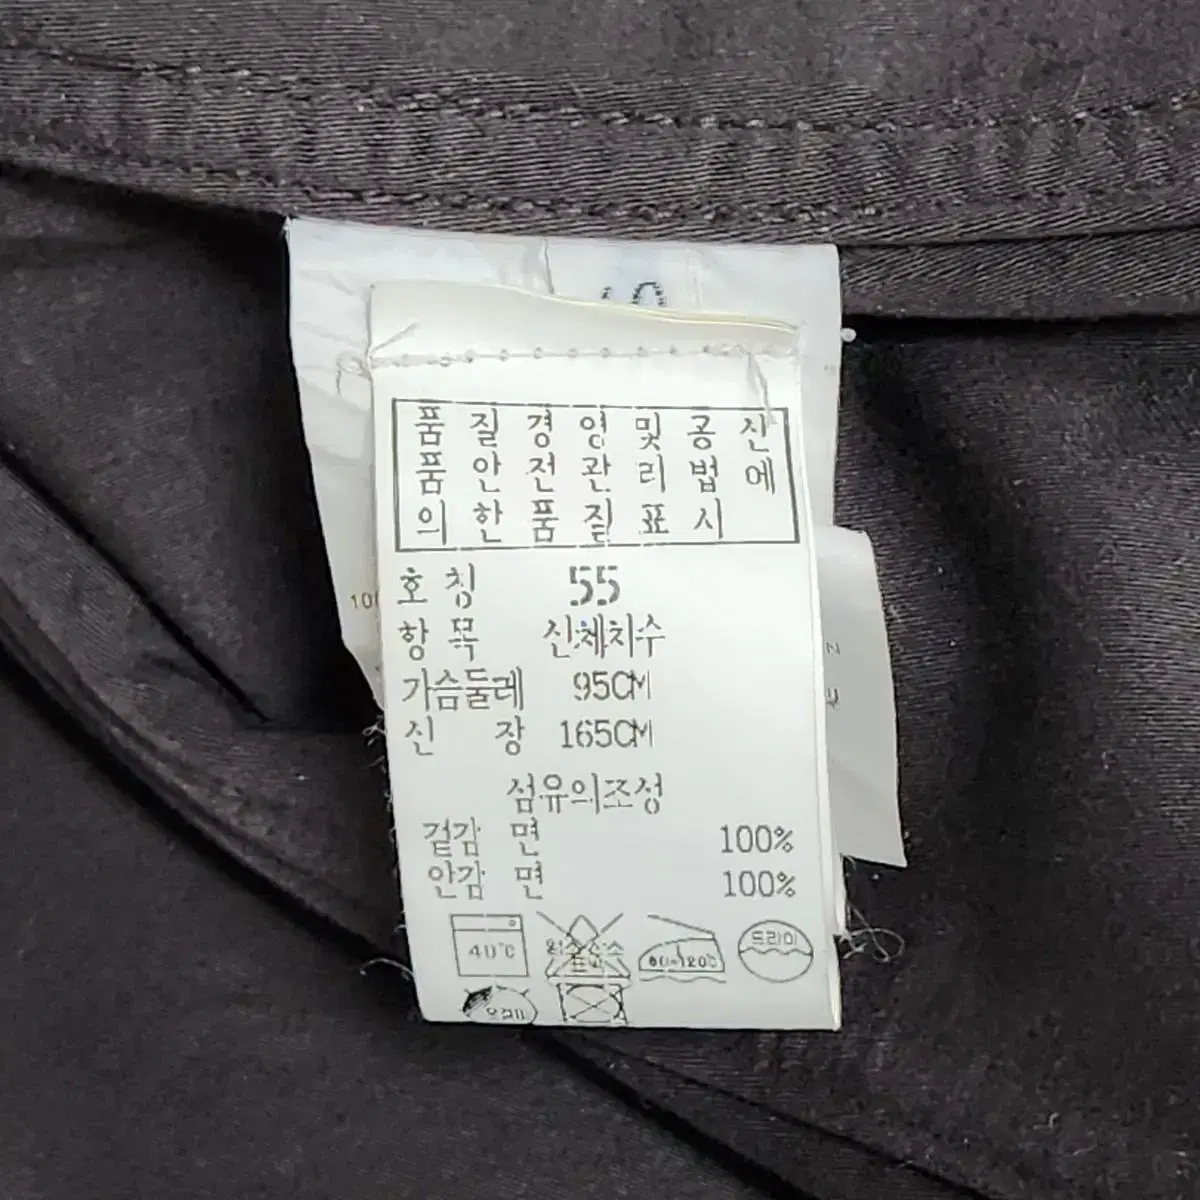 품질경영및공산
품안전관리법에
의한품질표시
호칭 55
항목 신체치수
가슴둘레 95CM
신장 165CM
섬유의조성
겉감 면 100%
안감 면 100%
40℃
드라이